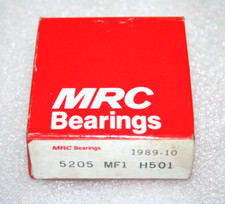 MRC
Bearings
MRC Bearings 1989-10
5205 MF1 H501